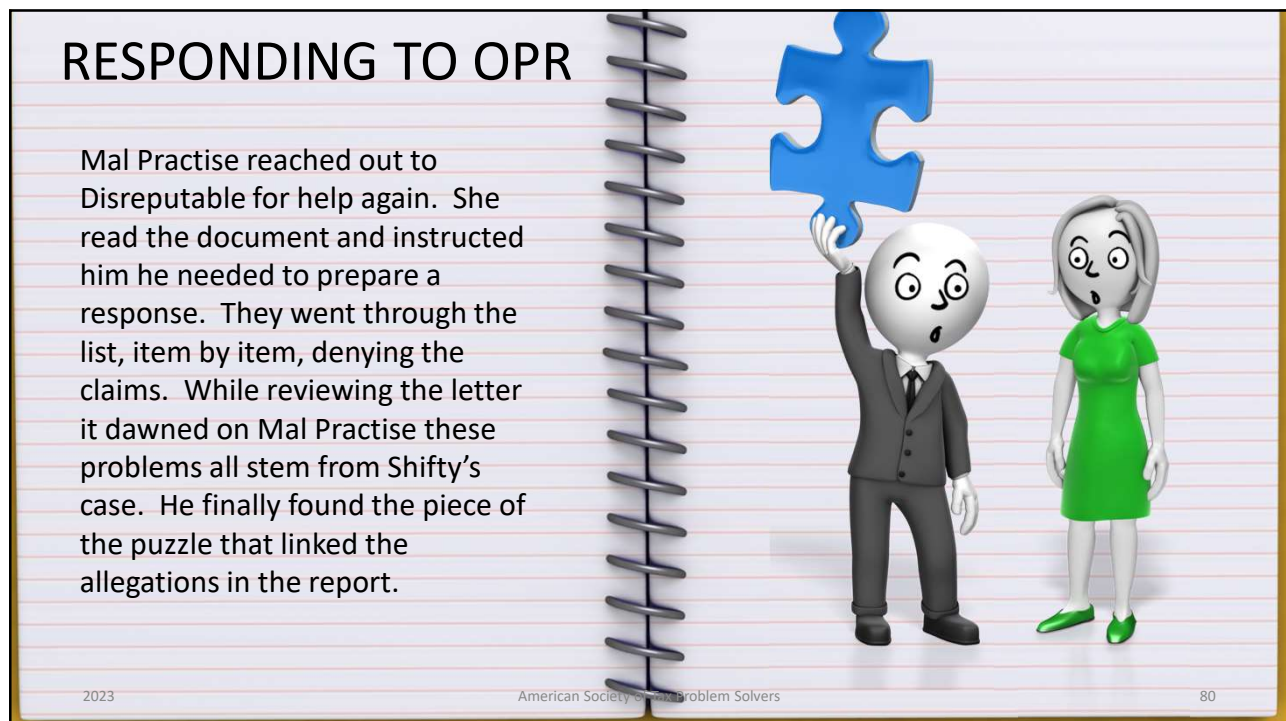 RESPONDING TO OPR
Mal Practise reached out to
Disreputable for help again.  She
read the document and instructed
him he needed to prepare a
response.  They went through the
list, item by item, denying the
claims.  While reviewing the letter
it dawned on Mal Practise these
problems all stem from Shifty’s
case.  He finally found the piece of
the puzzle that linked the
allegations in the report.
2023
American Society of Tax Problem Solvers
80